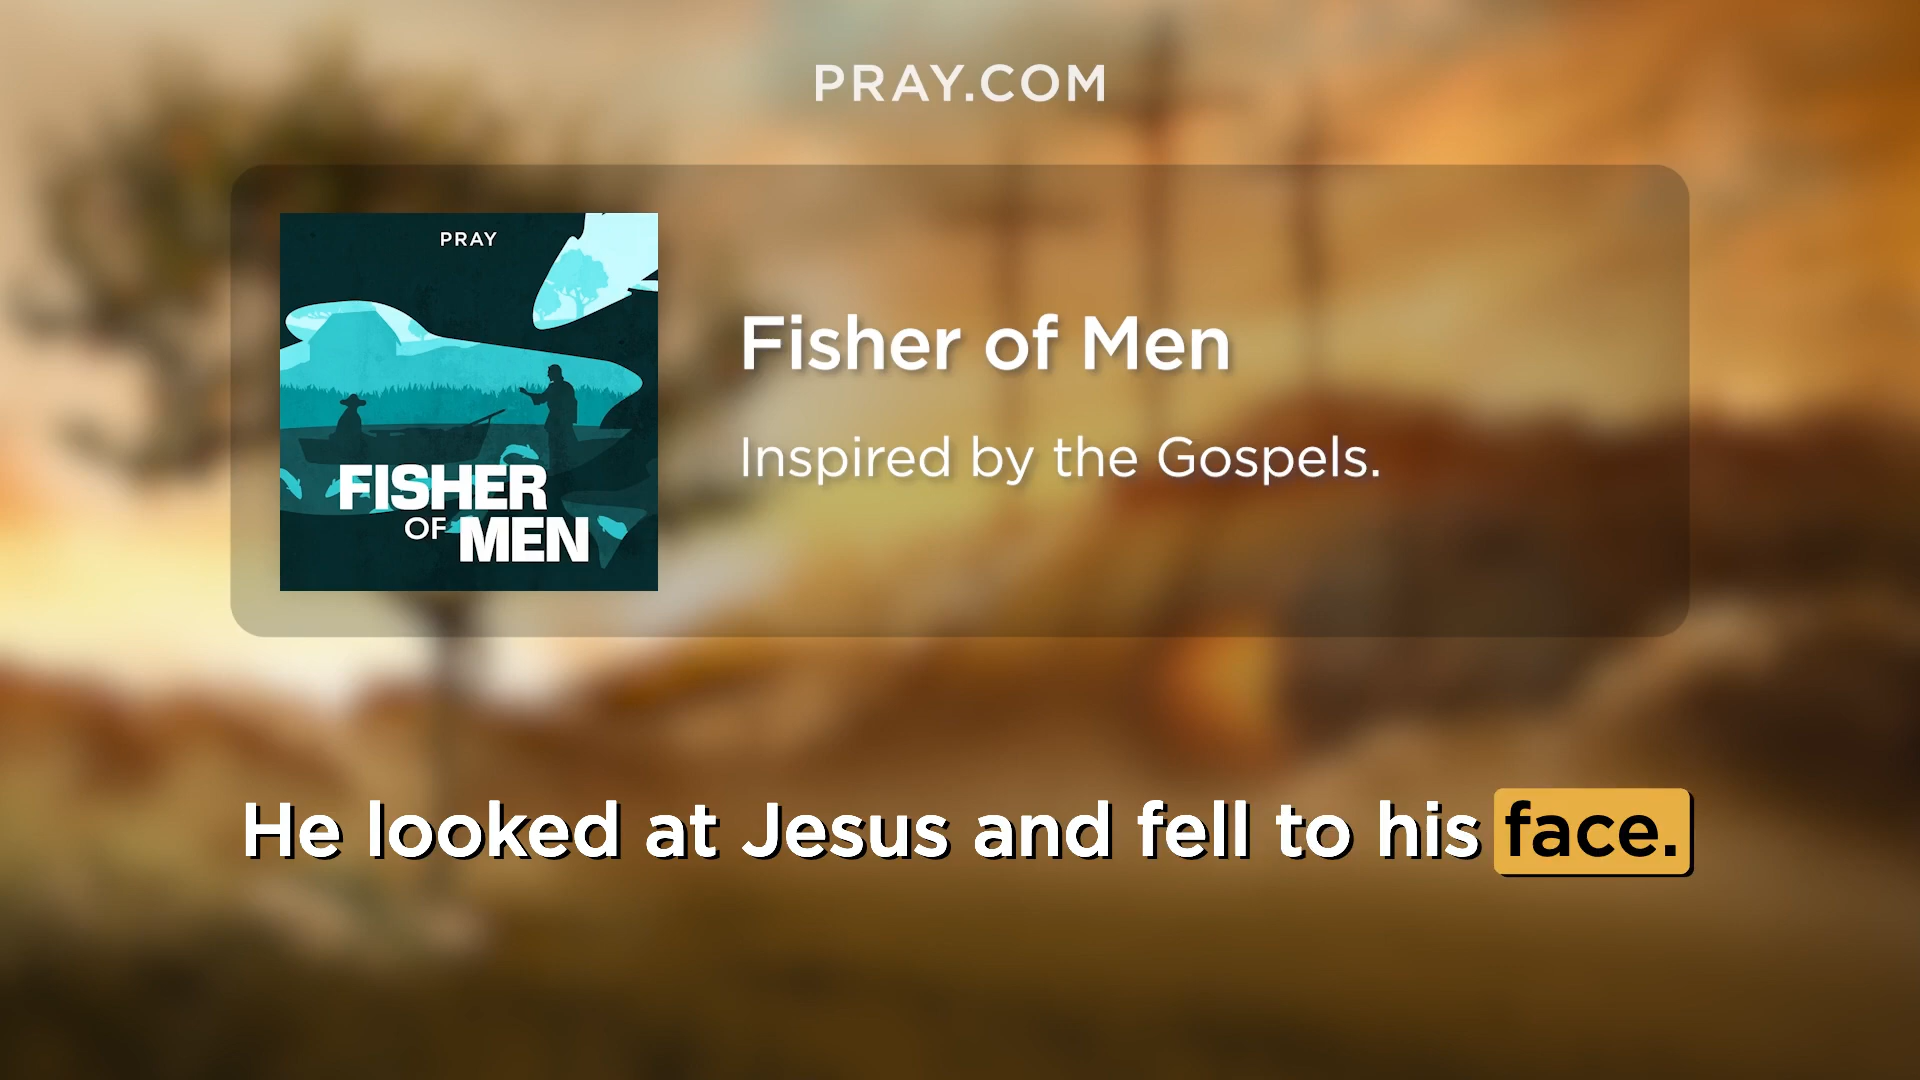 PRAY.COM
PRAY
FISHER
OF MEN
Fisher of Men
Inspired by the Gospels.
He looked at Jesus and fell to his face.